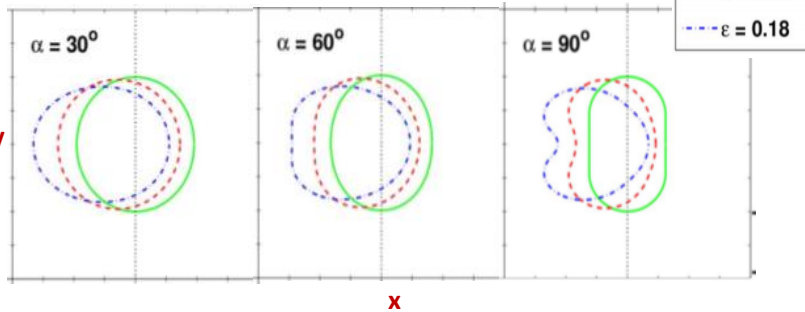 α = 30°
α = 60°
α = 90°
ε = 0.18
x